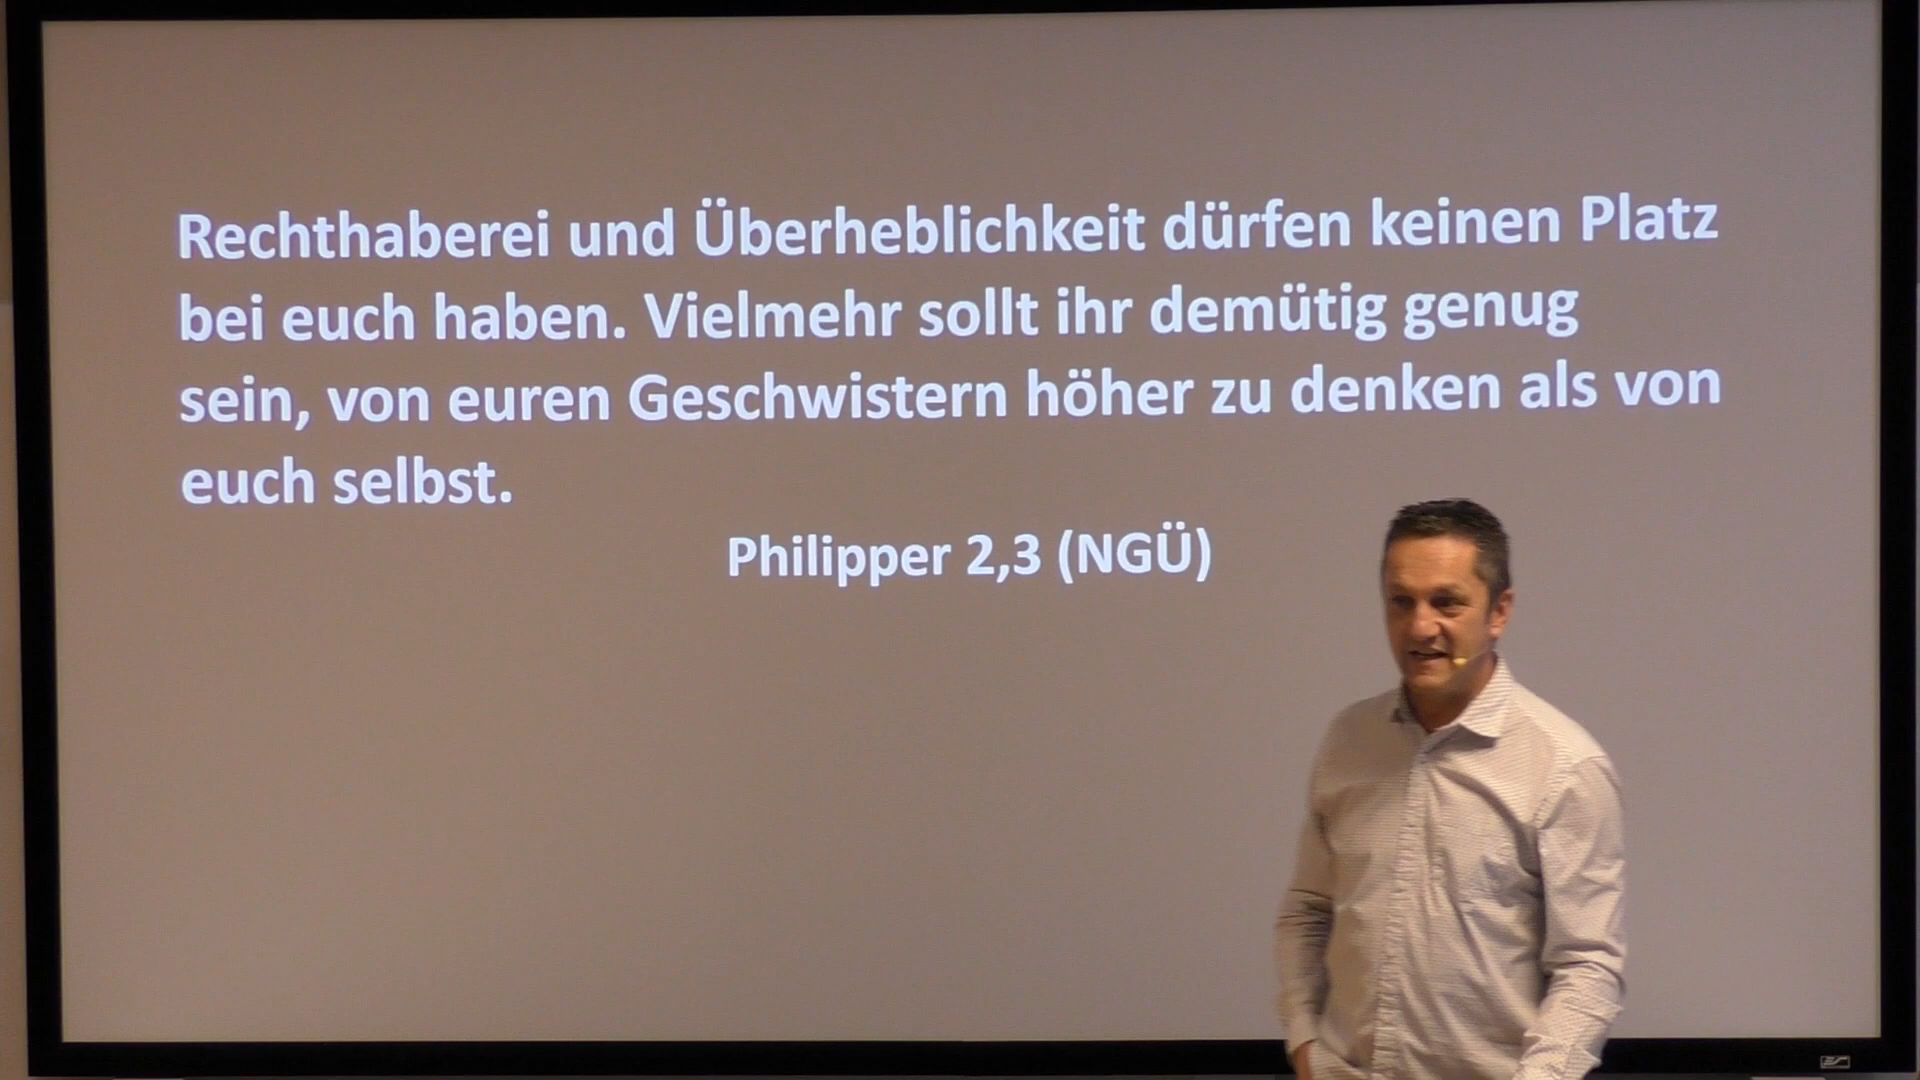 Rechthaberei und Überheblichkeit dürfen keinen Platz
bei euch haben. Vielmehr sollt ihr demütig genug
sein, von euren Geschwistern höher zu denken als von
euch selbst.
Philipper 2,3 (NGÜ)